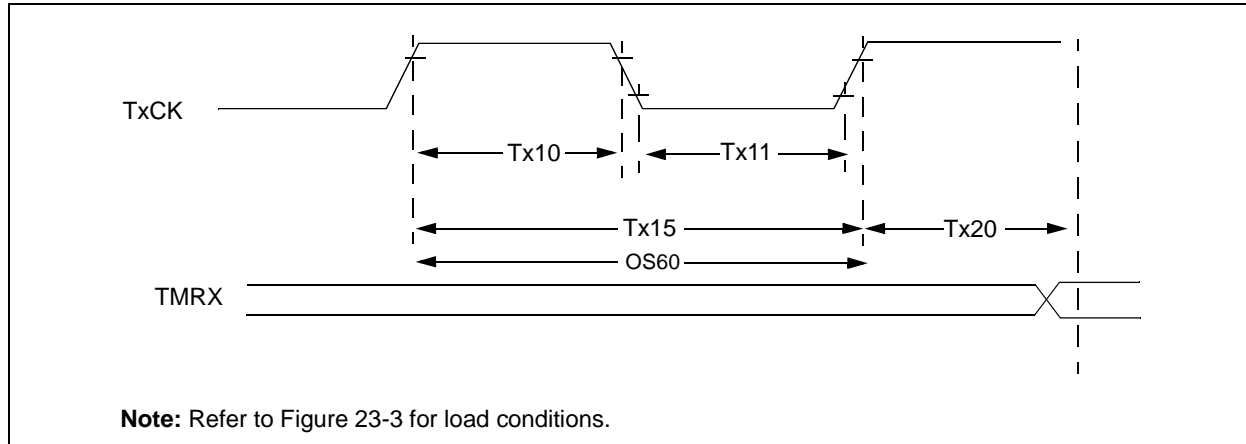 TxCK
Tx10
Tx11
Tx15
Tx20
OS60
TMRX
Note: Refer to Figure 23-3 for load conditions.